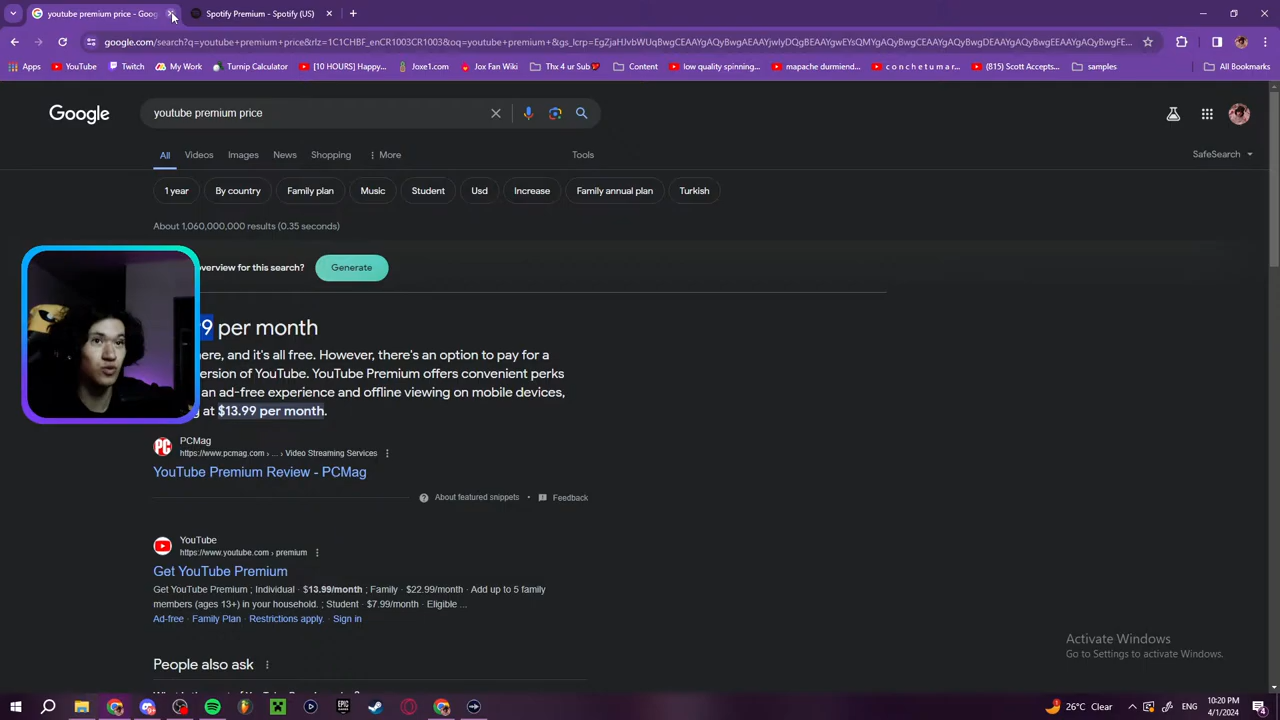 youtube premium price - Goog
Spotify Premium - Spotify (US)
google.com/search?q=youtube+premium+price&rlz=1C1CHBF_enCR1003CR1003&oq=youtube+premium+&gs_lcrp=EgZjaHJvbWUqBwgCEAAYgAQyBwgAEAAYjwIyDQgBEAAYgwEYsQMYgAQyBwgCEAAYgAQyBwgDEAAYgAQyBwgEEAAYgAQyBwgFEAAYgAQyBwgGEAAYgAQyBwgHEAAYgAQyBwgIEAAYgAQyBwgJEAAYgAQ...
Apps
YouTube
Twitch
My Work
Turnip Calculator
[10 HOURS] Happy...
Joxe1.com
Jox Fan Wiki
Thx 4 ur Sub
Content
low quality spinning...
mapache durmiend...
c o n c h e t u m a r...
(815) Scott Accepts...
samples
All Bookmarks
Google
youtube premium price
All
Videos
Images
News
Shopping
More
Tools
SafeSearch
1 year
By country
Family plan
Music
Student
Usd
Increase
Family annual plan
Turkish
About 1,060,000,000 results (0.35 seconds)
overview for this search?
Generate
9 per month
here, and it's all free. However, there's an option to pay for a
version of YouTube. YouTube Premium offers convenient perks
an ad-free experience and offline viewing on mobile devices,
at $13.99 per month.
PCMag
https://www.pcmag.com › ... › Video Streaming Services
YouTube Premium Review - PCMag
About featured snippets
•
Feedback
YouTube
https://www.youtube.com › premium
Get YouTube Premium
Get YouTube Premium ; Individual · $13.99/month ; Family · $22.99/month · Add up to 5 family
members (ages 13+) in your household. ; Student · $7.99/month · Eligible ...
Ad-free · Family Plan · Restrictions apply. · Sign in
People also ask
Activate Windows
Go to Settings to activate Windows.
26°C Clear
ENG
10:20 PM
4/1/2024